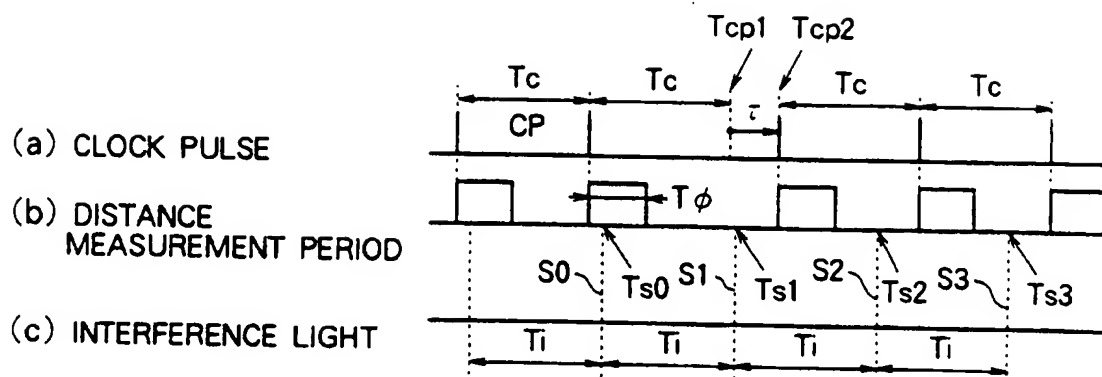 Tcp1 Tcp2
Tc Tc Tc Tc
τ
(a) CLOCK PULSE CP
Tφ
(b) DISTANCE
MEASUREMENT PERIOD
S0 Ts0 S1 Ts1 S2 Ts2 S3 Ts3
(c) INTERFERENCE LIGHT
Ti Ti Ti Ti